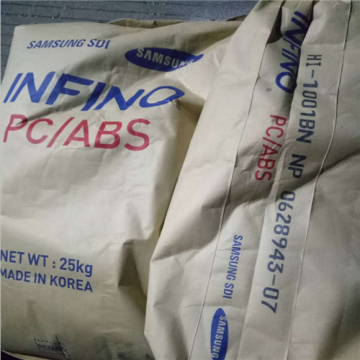 SAMSUNG SDI
SAMSUNG
INFINO
PC/ABS
NET WT : 25kg
MADE IN KOREA
INFINO
PC/ABS
HI-1001BN NP Q628943-07
SAMSUNG SDI
SAMSUNG